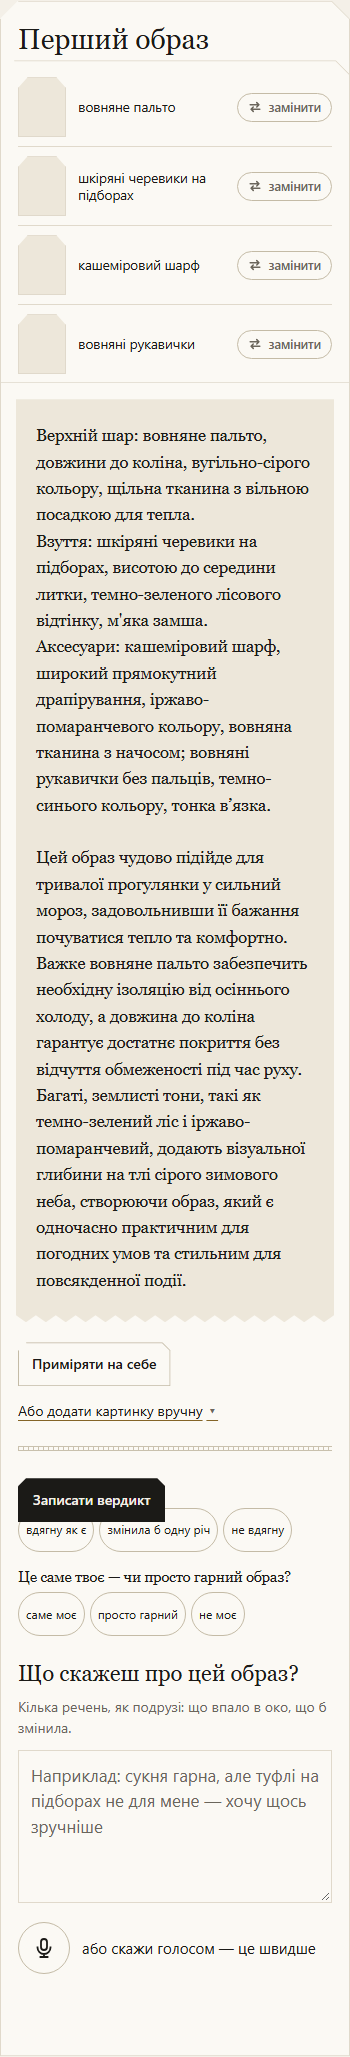 Перший образ
вовняне пальто
замінити
шкіряні черевики на
підборах
замінити
кашеміровий шарф
замінити
вовняні рукавички
замінити
Верхній шар: вовняне пальто,
довжини до коліна, вугільно-сірого
кольору, щільна тканина з вільною
посадкою для тепла.
Взуття: шкіряні черевики на
підборах, висотою до середини
литки, темно-зеленого лісового
відтінку, м'яка замша.
Аксесуари: кашеміровий шарф,
широкий прямокутний
драпірування, іржаво-
помаранчевого кольору, вовняна
тканина з начосом; вовняні
рукавички без пальців, темно-
синього кольору, тонка в’язка.
Цей образ чудово підійде для
тривалої прогулянки у сильний
мороз, задовольнивши її бажання
почуватися тепло та комфортно.
Важке вовняне пальто забезпечить
необхідну ізоляцію від осіннього
холоду, а довжина до коліна
гарантує достатнє покриття без
відчуття обмеженості під час руху.
Багаті, землисті тони, такі як
темно-зелений ліс і іржаво-
помаранчевий, додають візуальної
глибини на тлі сірого зимового
неба, створюючи образ, який є
одночасно практичним для
погодних умов та стильним для
повсякденної події.
Приміряти на себе
Або додати картинку вручну
Записати вердикт
вдягну як є
змінила б одну річ
не вдягну
Це саме твоє — чи просто гарний образ?
саме моє
просто гарний
не моє
Що скажеш про цей образ?
Кілька речень, як подрузі: що впало в око, що б
змінила.
Наприклад: сукня гарна, але туфлі на
підборах не для мене — хочу щось
зручніше
або скажи голосом — це швидше